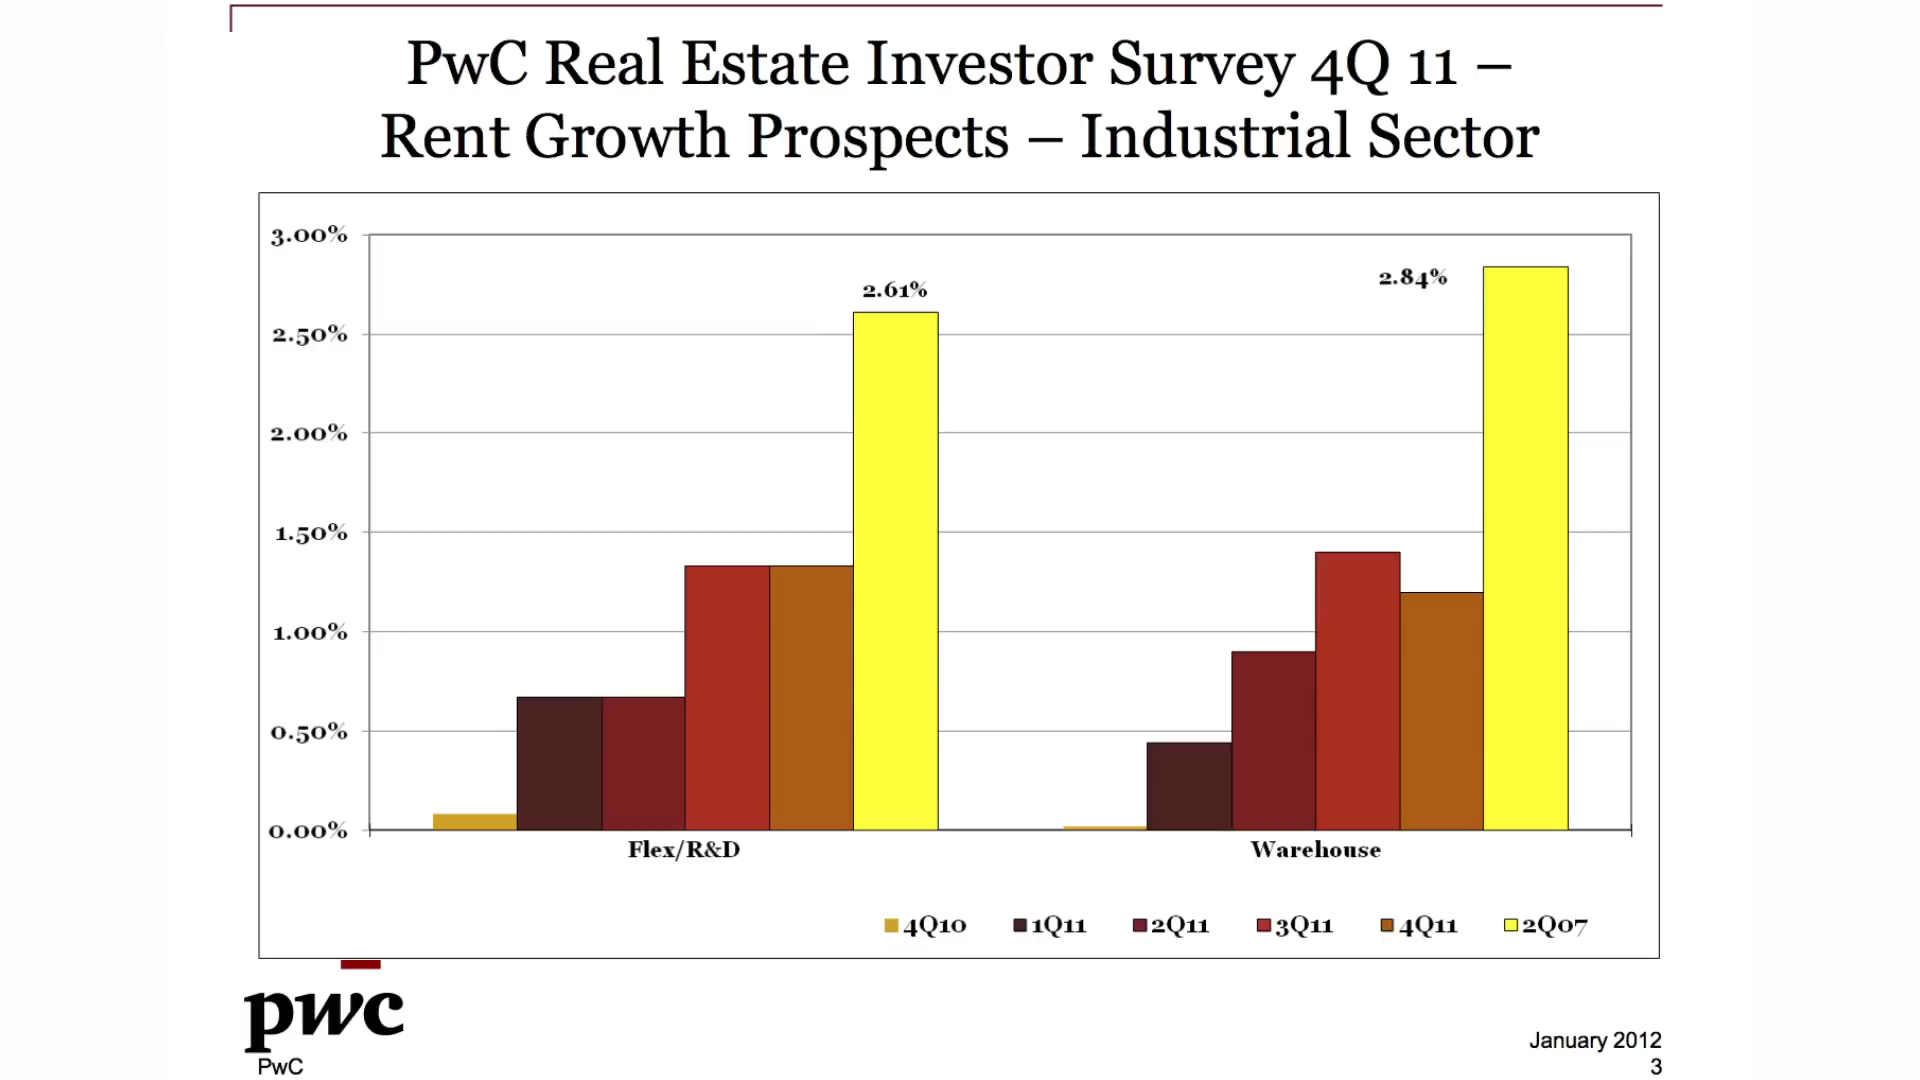 PwC Real Estate Investor Survey 4Q 11 –
Rent Growth Prospects – Industrial Sector
3.00%
2.50%
2.00%
1.50%
1.00%
0.50%
0.00%
2.61%
2.84%
Flex/R&D
Warehouse
4Q10 1Q11 2Q11 3Q11 4Q11 2Q07
pwc
PwC
January 2012
3